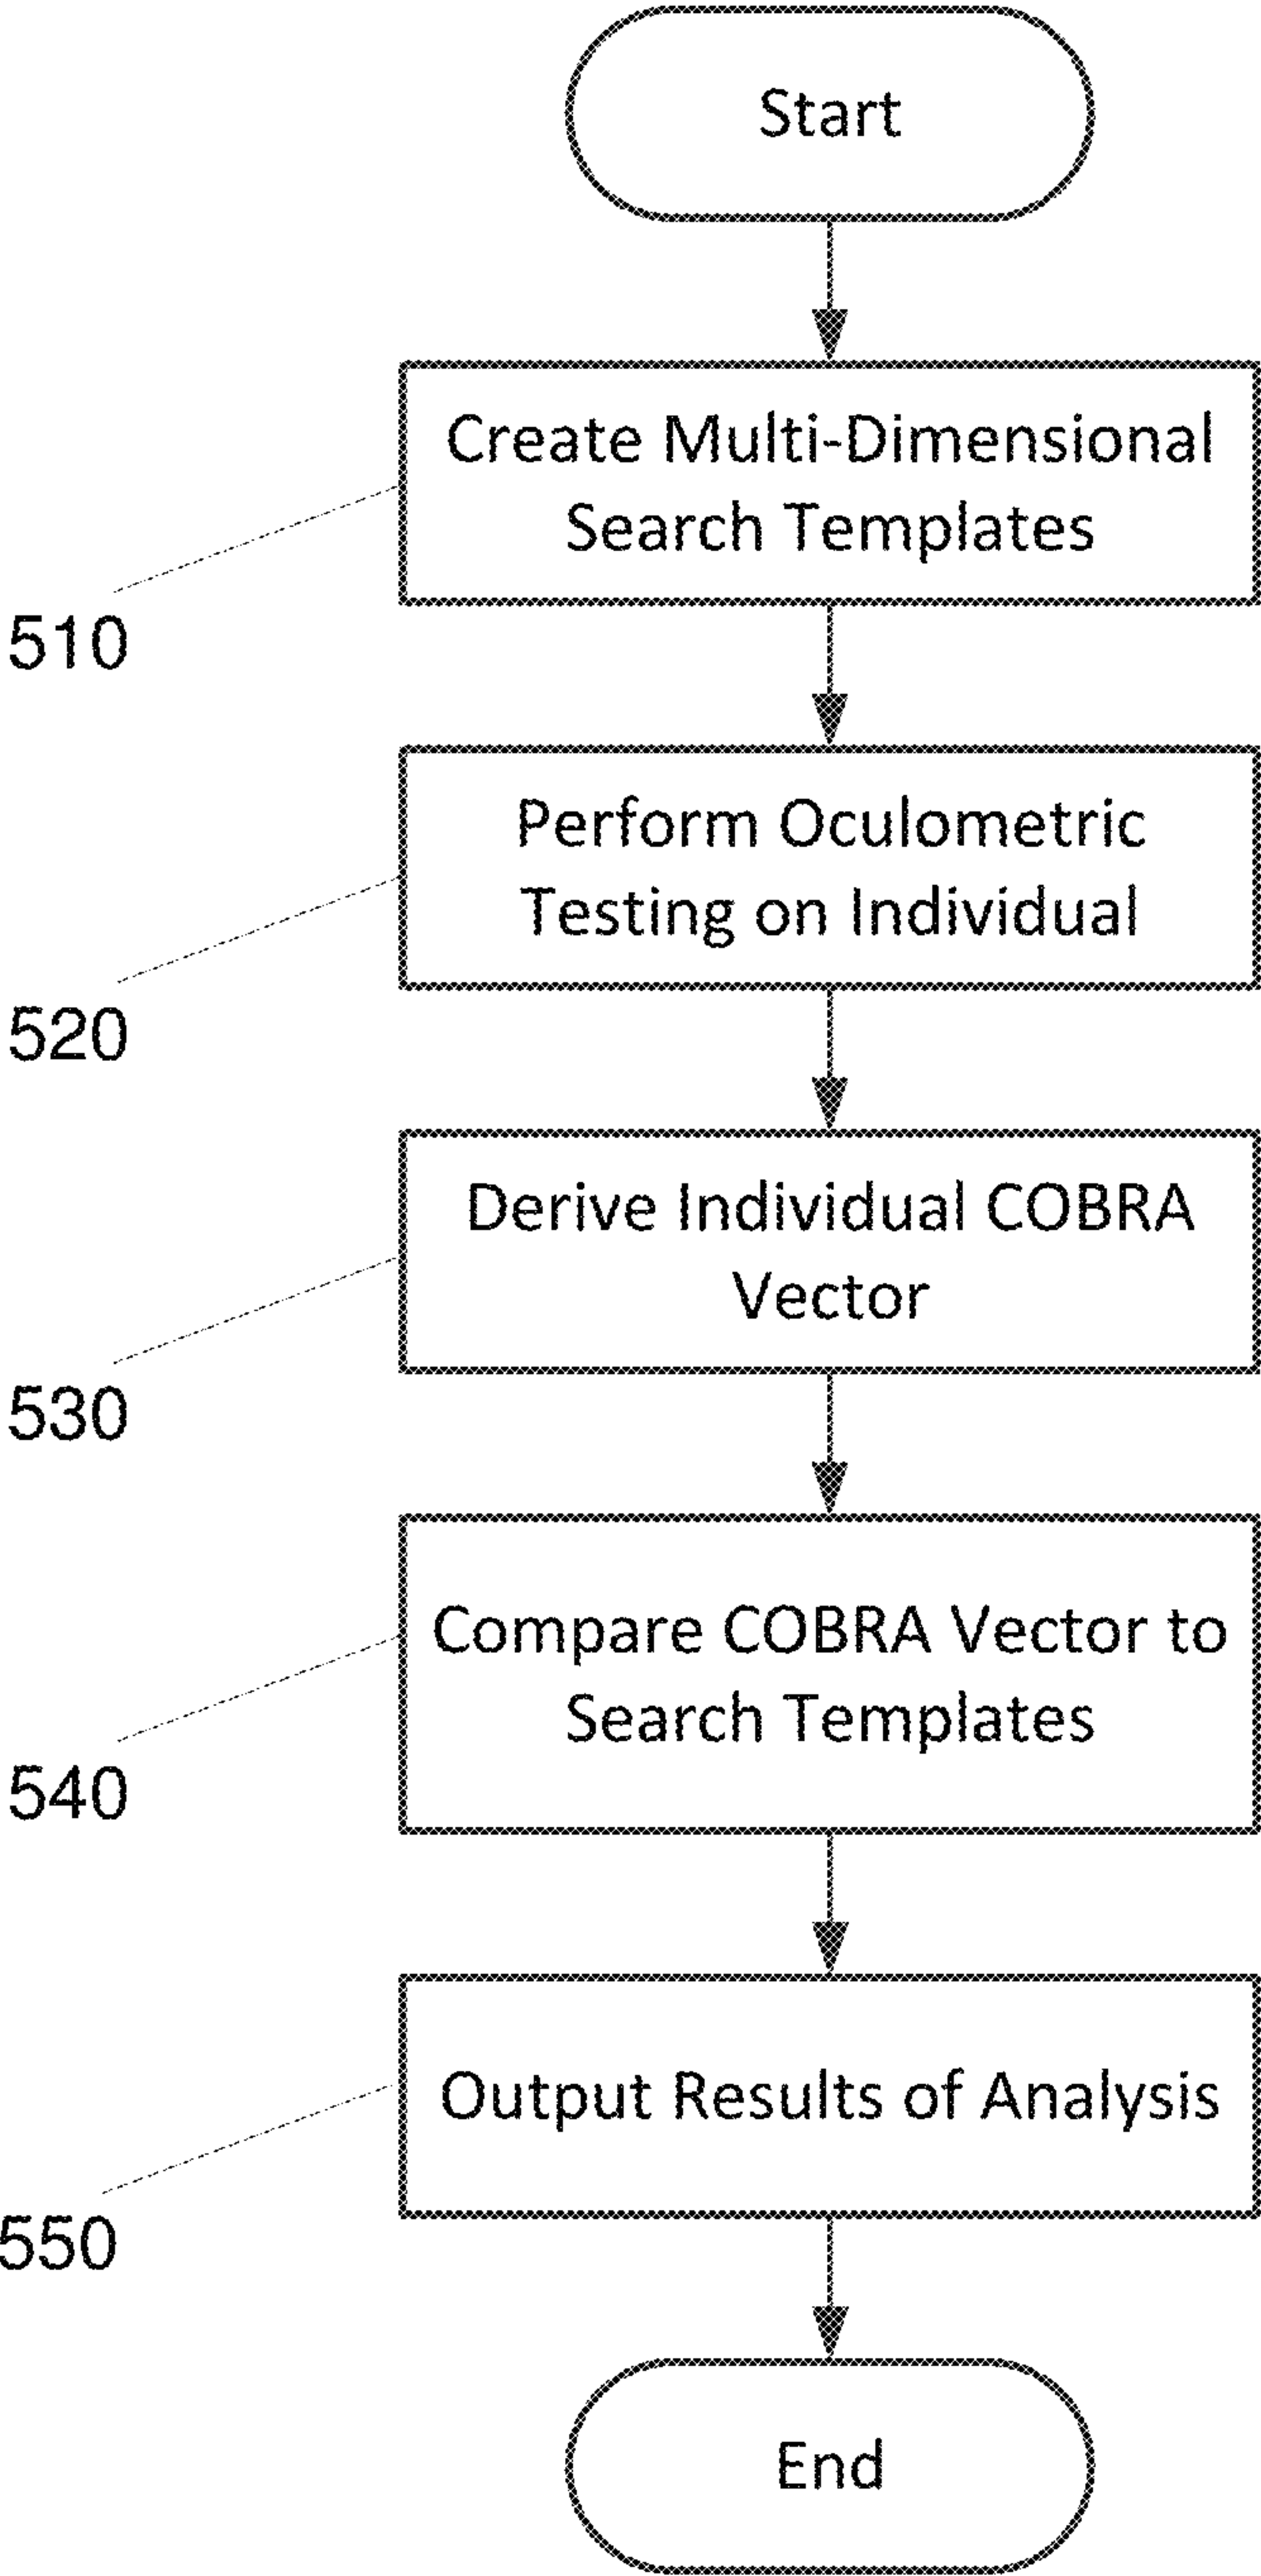 Start
Create Multi-Dimensional
Search Templates
510
Perform Oculometric
Testing on Individual
520
Derive Individual COBRA
Vector
530
Compare COBRA Vector to
Search Templates
540
Output Results of Analysis
550
End